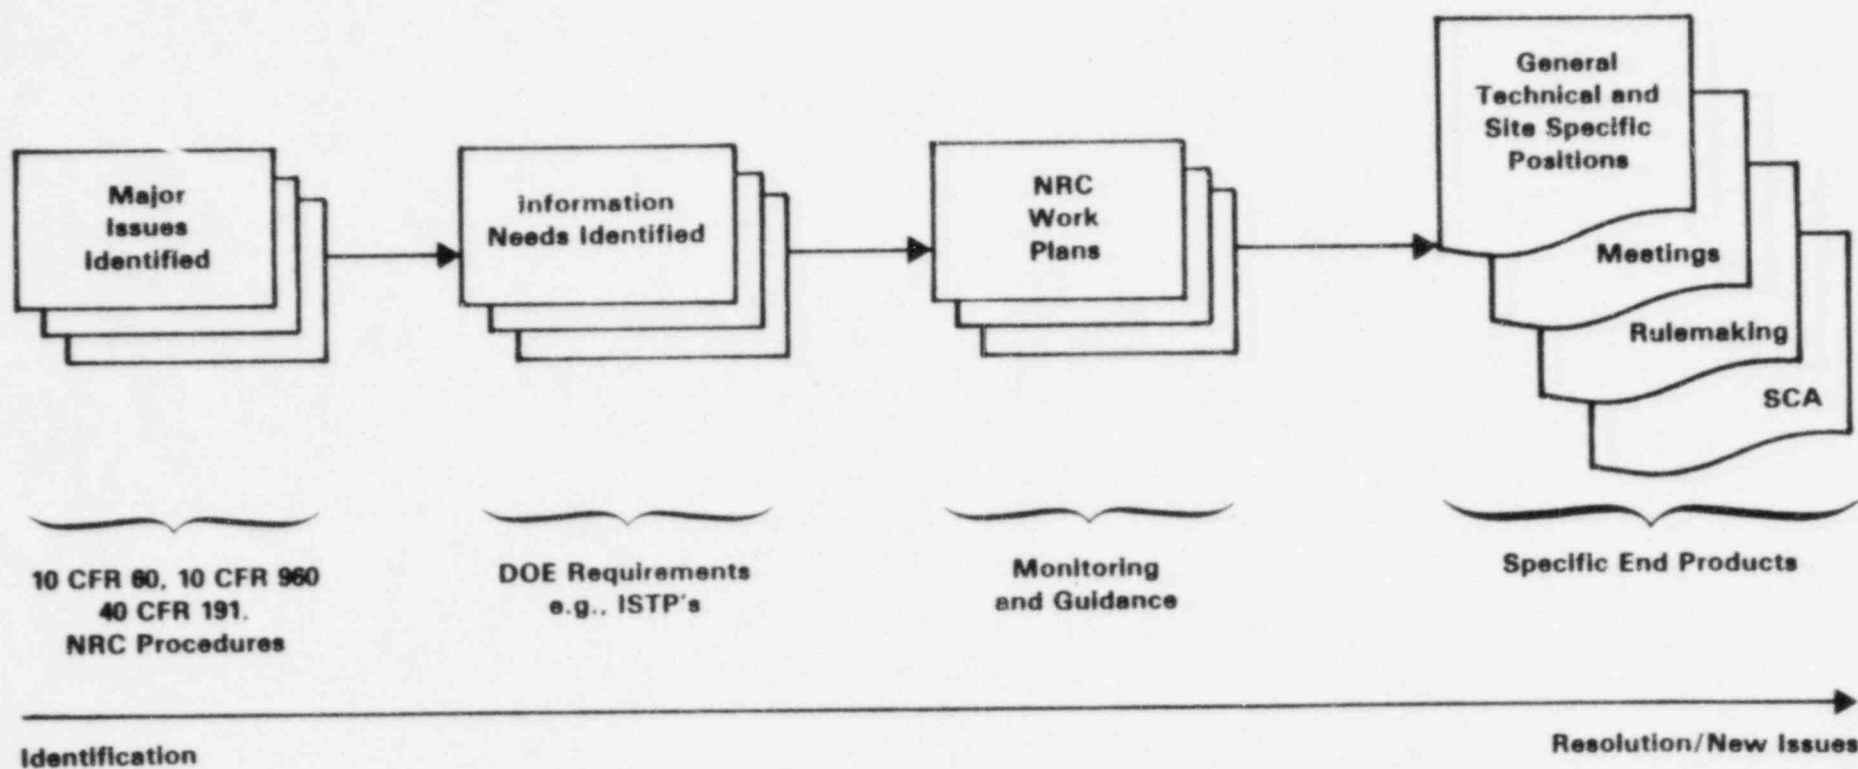 Major
Issues
Identified
Information
Needs Identified
NRC
Work
Plans
General
Technical and
Site Specific
Positions
Meetings
Rulemaking
SCA
10 CFR 60, 10 CFR 960
40 CFR 191.
NRC Procedures
DOE Requirements
e.g., ISTP's
Monitoring
and Guidance
Specific End Products
Identification
Resolution/New Issues